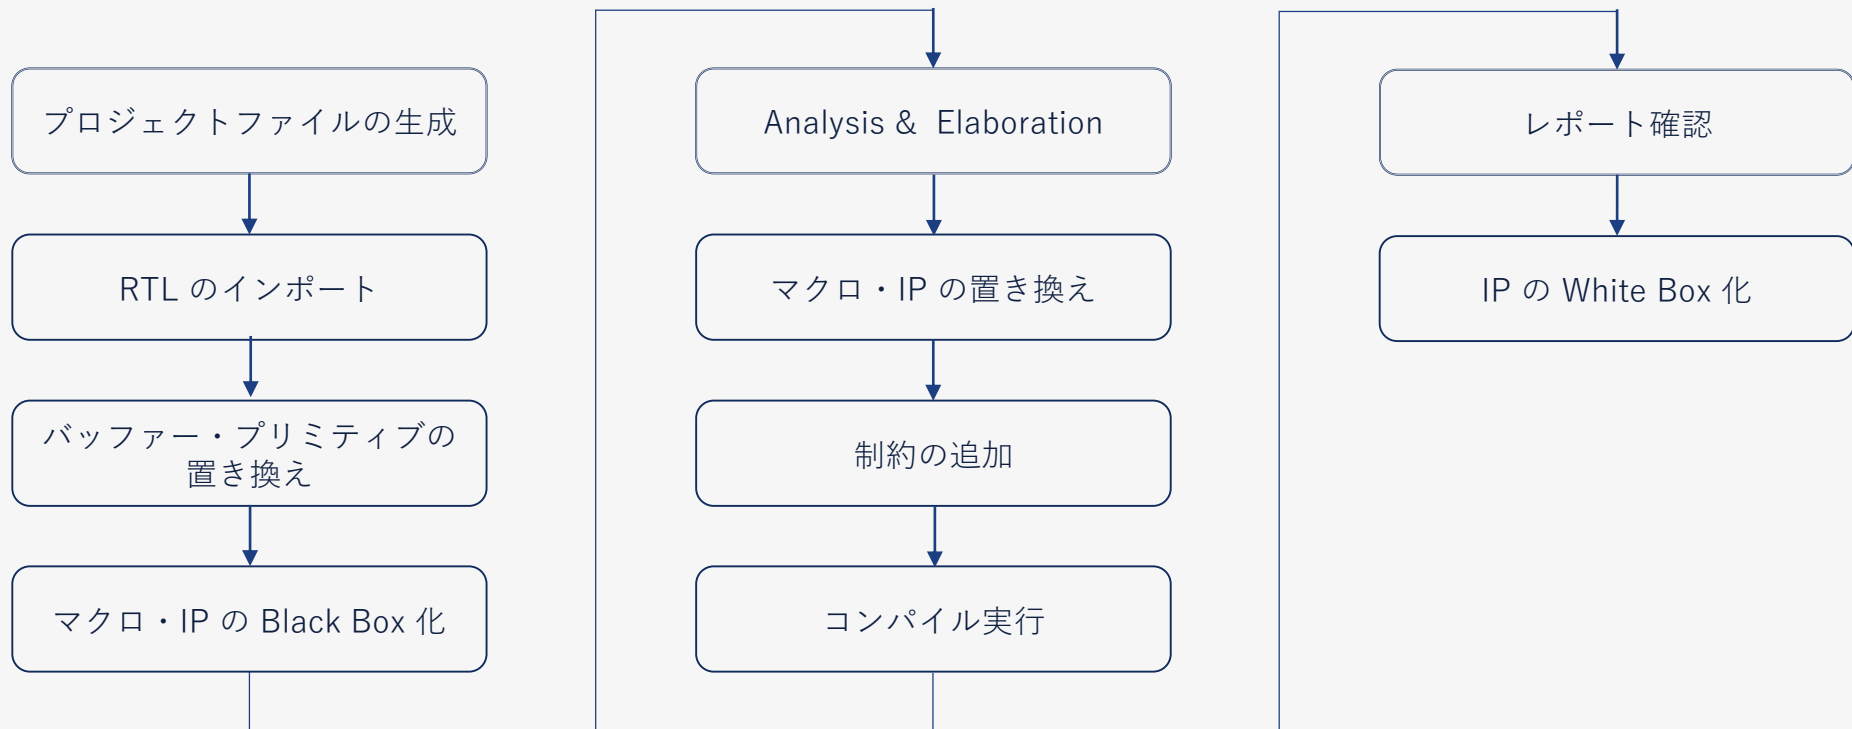 プロジェクトファイルの生成
RTL のインポート
バッファー・プリミティブの
置き換え
マクロ・IP の Black Box 化
Analysis &  Elaboration
マクロ・IP の置き換え
制約の追加
コンパイル実行
レポート確認
IP の White Box 化